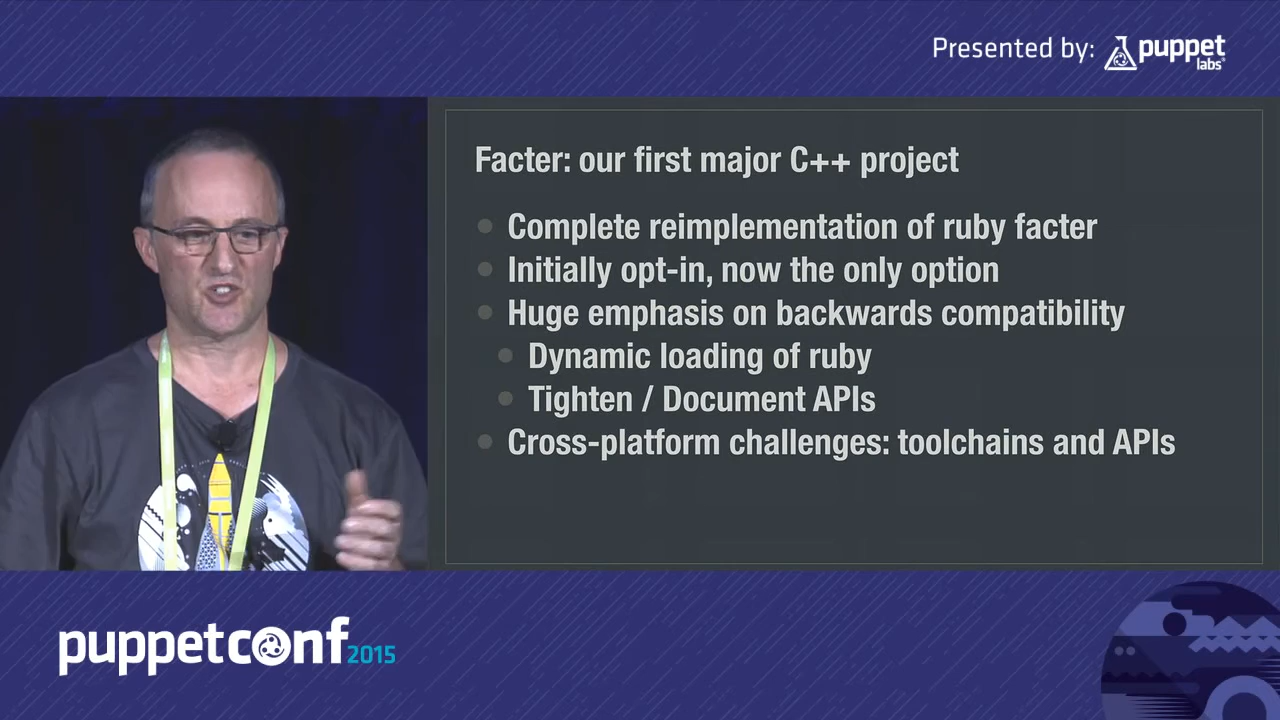 Presented by: puppet labs
Facter: our first major C++ project
Complete reimplementation of ruby facter
Initially opt-in, now the only option
Huge emphasis on backwards compatibility
Dynamic loading of ruby
Tighten / Document APIs
Cross-platform challenges: toolchains and APIs
puppetconf 2015